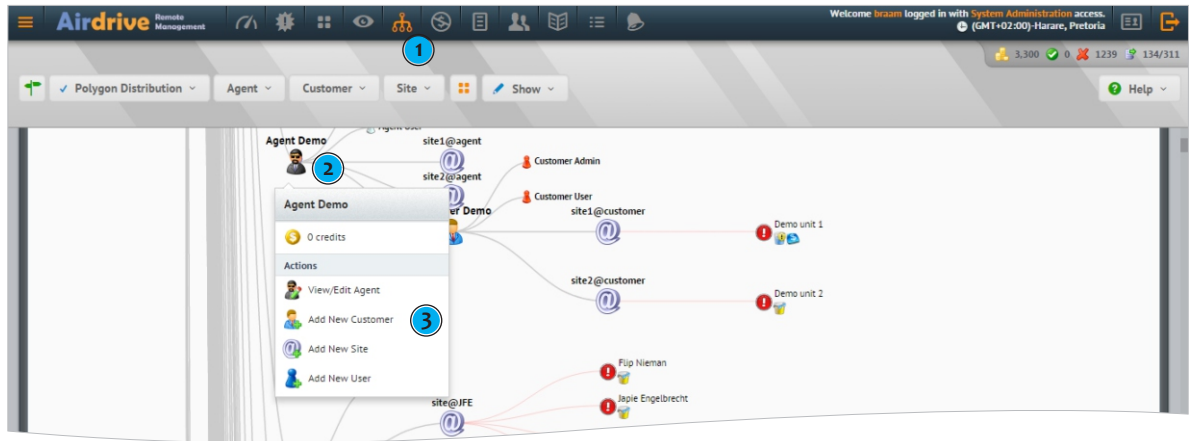 Airdrive Remote Management
Welcome braam logged in with System Administration access.
(GMT+02:00)-Harare, Pretoria
1
3,300 0 1239 134/311
Polygon Distribution Agent Customer Site Show Help
Agent User
Agent Demo
site1@agent
2
Customer Admin
site2@agent
Customer User
Agent Demo
er Demo
site1@customer
Demo unit 1
0 credits
Actions
site2@customer
View/Edit Agent
Demo unit 2
Add New Customer
3
Add New Site
Flip Nieman
Add New User
Japie Engelbrecht
site@JFE